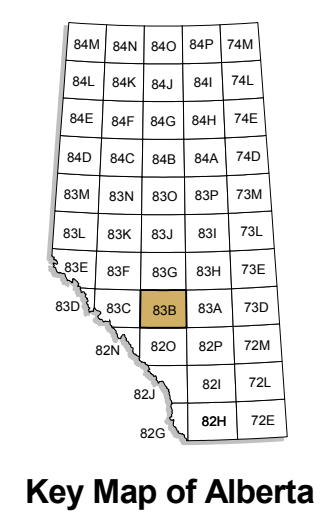 84M 84N 84O 84P 74M
84L 84K 84J 84I 74L
84E 84F 84G 84H 74E
84D 84C 84B 84A 74D
83M 83N 83O 83P 73M
83L 83K 83J 83I 73L
83E 83F 83G 83H 73E
83D 83C 83B 83A 73D
82N 82O 82P 72M
82J 82I 72L
82G 82H 72E
Key Map of Alberta